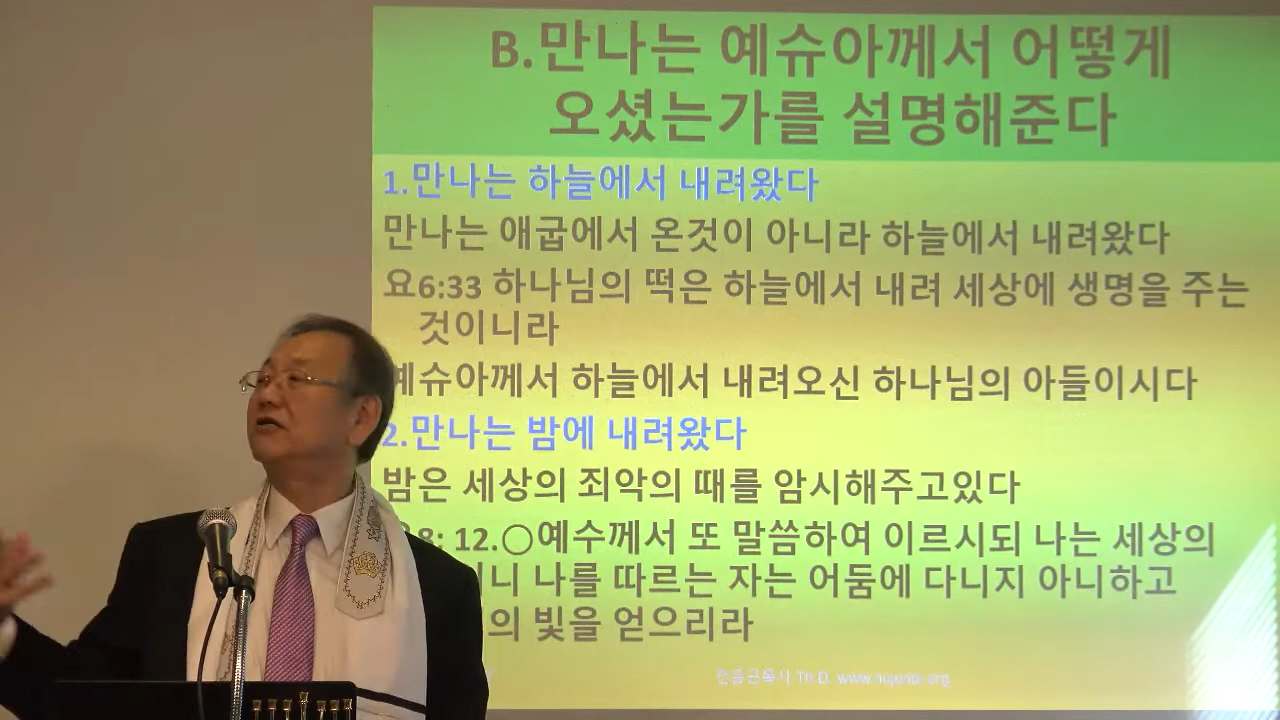 B.만나는 예슈아께서 어떻게
오셨는가를 설명해준다
1.만나는 하늘에서 내려왔다
만나는 애굽에서 온것이 아니라 하늘에서 내려왔다
요6:33 하나님의 떡은 하늘에서 내려 세상에 생명을 주는
것이니라
예슈아께서 하늘에서 내려오신 하나님의 아들이시다
2.만나는 밤에 내려왔다
밤은 세상의 죄악의 때를 암시해주고있다
8: 12.○예수께서 또 말씀하여 이르시되 나는 세상의
이니 나를 따르는 자는 어둠에 다니지 아니하고
의 빛을 얻으리라
Th.D.